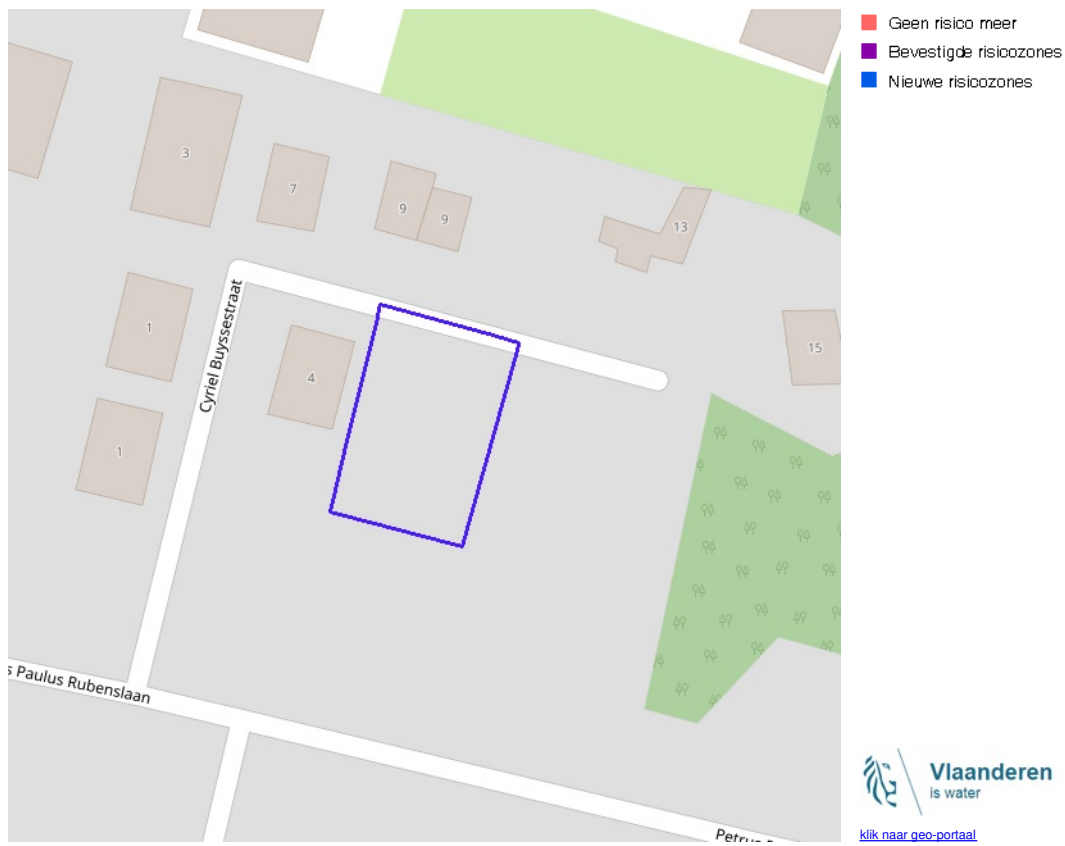 Geen risico meer
Bevestigde risicozones
Nieuwe risicozones
3
7
9
9
13
1
15
4
1
Cyriel Buyssestraat
s Paulus Rubenslaan
Petrus
Vlaanderen
is water
klik naar geo-portaal